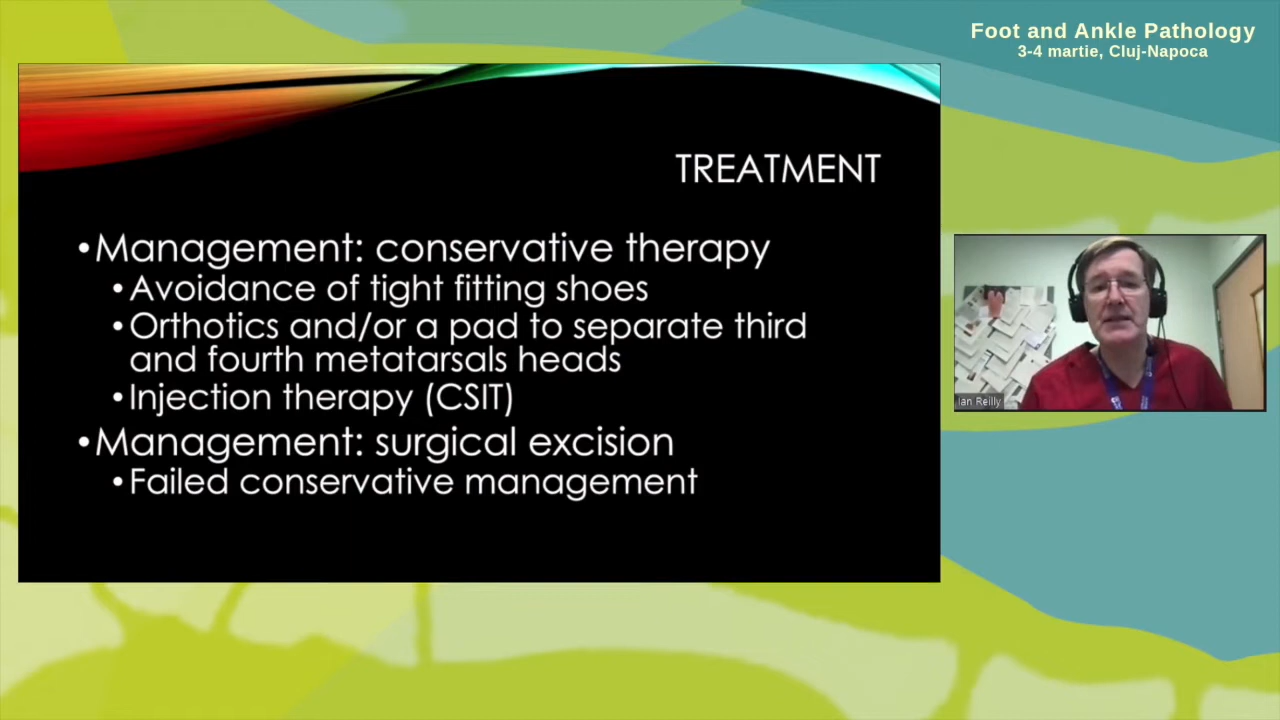 Foot and Ankle Pathology
3-4 martie, Cluj-Napoca
TREATMENT
•Management: conservative therapy
•Avoidance of tight fitting shoes
•Orthotics and/or a pad to separate third
and fourth metatarsals heads
•Injection therapy (CSIT)
•Management: surgical excision
•Failed conservative management
Ian Reilly